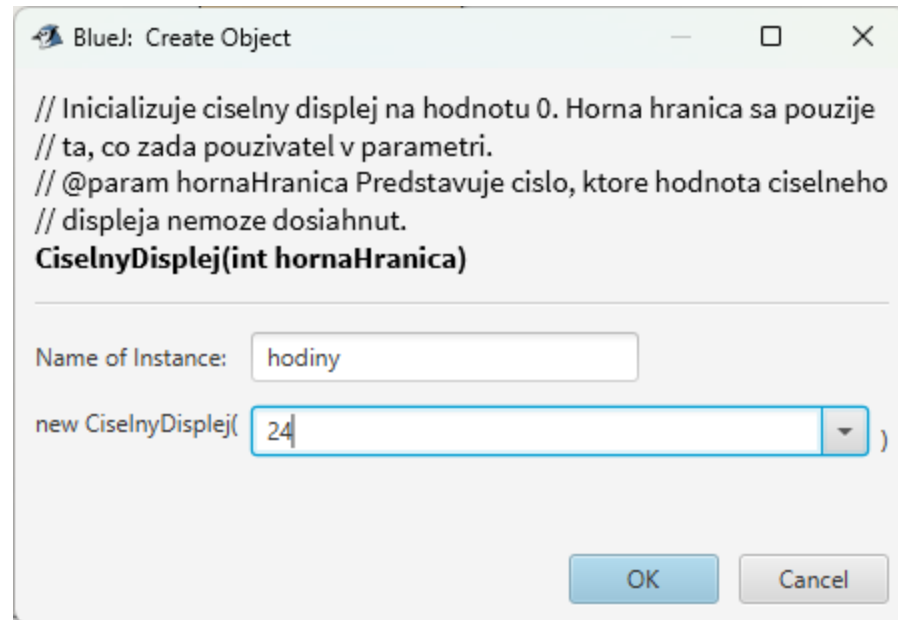 BlueJ: Create Object
// Inicializuje ciselny displej na hodnotu 0. Horna hranica sa pouzije
// ta, co zada pouzivatel v parametri.
// @param hornaHranica Predstavuje cislo, ktore hodnota ciselneho
// displeja nemoze dosiahnut.
CiselnyDisplej(int hornaHranica)
Name of Instance: hodiny
new CiselnyDisplej( 24 )
OK Cancel